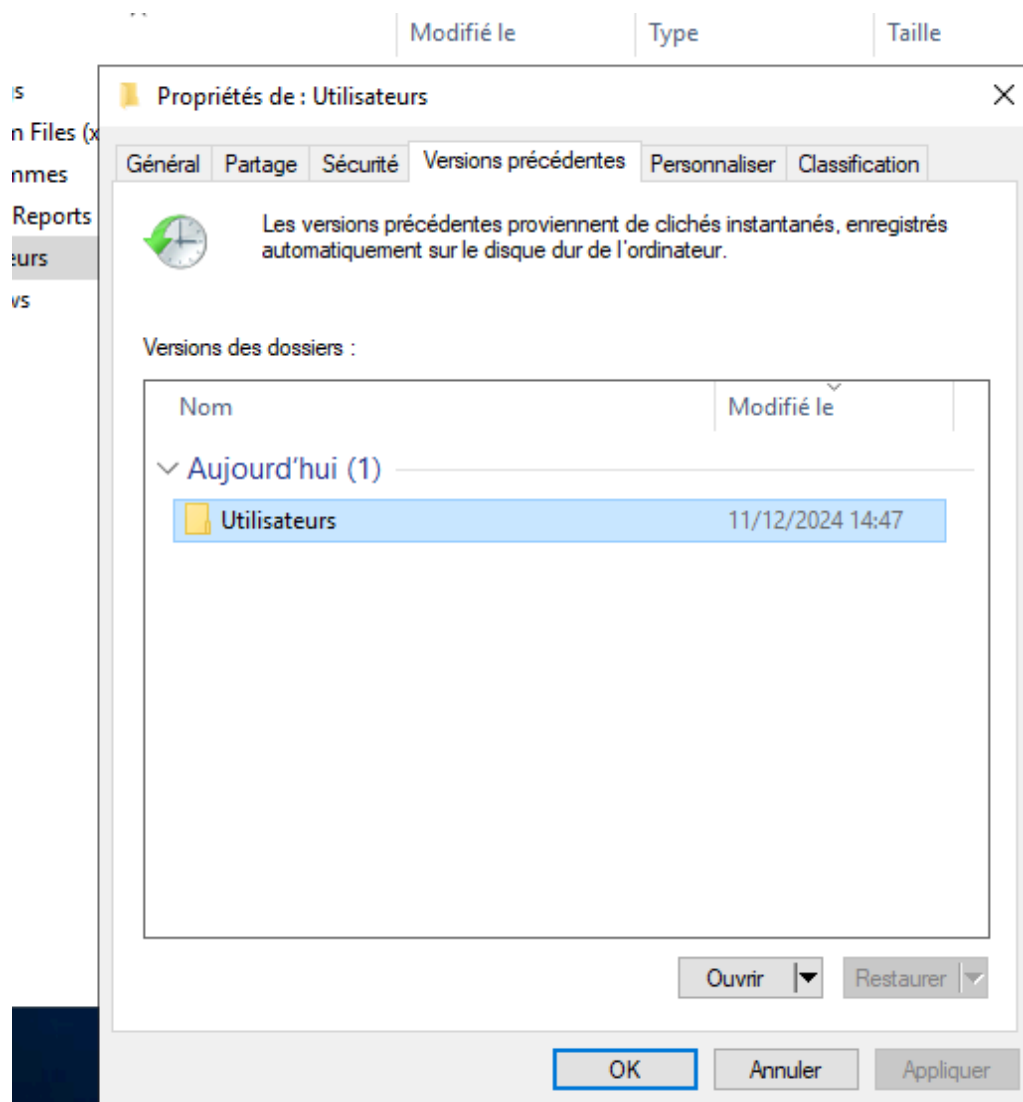 Modifié le Type Taille
Propriétés de : Utilisateurs
n Files (x
Général Partage Sécurité Versions précédentes Personnaliser Classification
Reports
Les versions précédentes proviennent de clichés instantanés, enregistrés
automatiquement sur le disque dur de l'ordinateur.
Versions des dossiers :
Nom Modifié le
Aujourd'hui (1)
Utilisateurs 11/12/2024 14:47
Ouvrir Restaurer
OK Annuler Appliquer